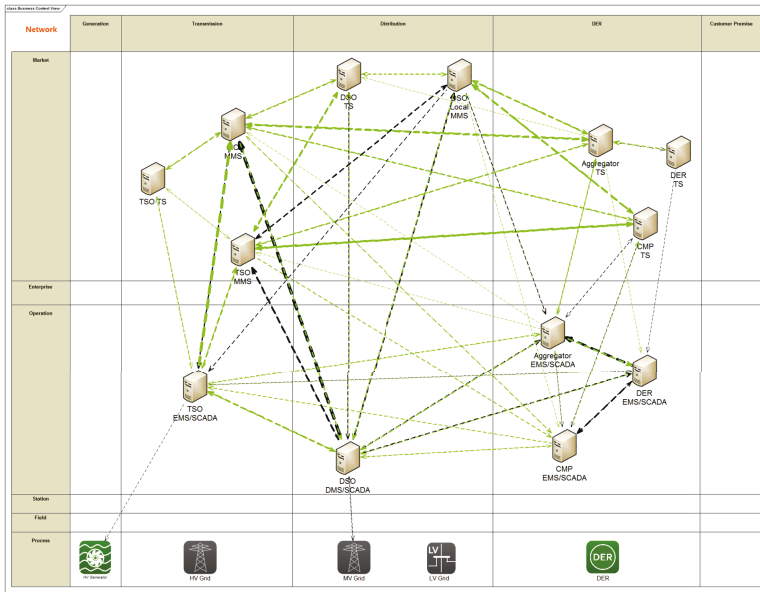 class Business Context View
Network
Generation
Transmission
Distribution
DER
Customer Premise
Market
DSO
TS
DSO
Local
MMS
MMS
Aggregator
TS
DER
TS
TSO TS
CMP
TS
TSO
MMS
Enterprise
Operation
Aggregator
EMS/SCADA
DER
EMS/SCADA
TSO
EMS/SCADA
CMP
EMS/SCADA
DSO
DMS/SCADA
Station
Field
Process
LV
DER
HV Generator
HV Grid
MV Grid
LV Grid
DER